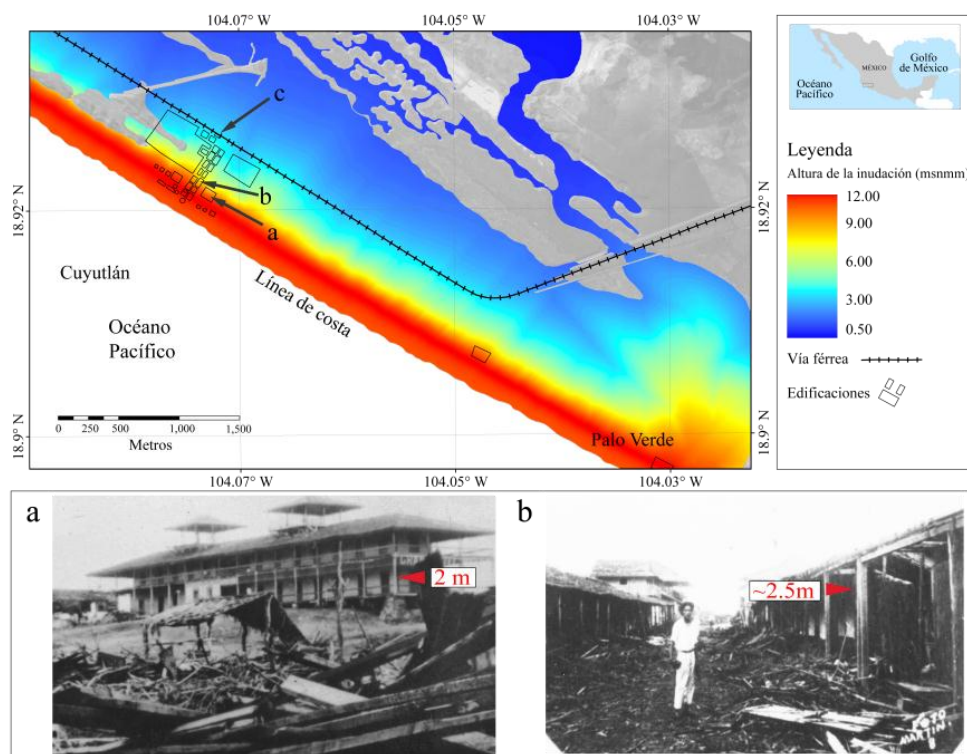 104.07° W
104.05° W
104.03° W
c
b
a
18.92° N
18.92° N
Cuyutlán
Línea de costa
Océano
Pacífico
0 250 500 1,000 1,500
Metros
Palo Verde
18.9° N
18.9° N
104.07° W
104.05° W
104.03° W
MÉXICO
Golfo
de México
Océano
Pacífico
Leyenda
Altura de la inudación (msnmm)
12.00
9.00
6.00
3.00
0.50
Vía férrea
Edificaciones
a
2 m
b
~2.5m
FOTO
MARTIN